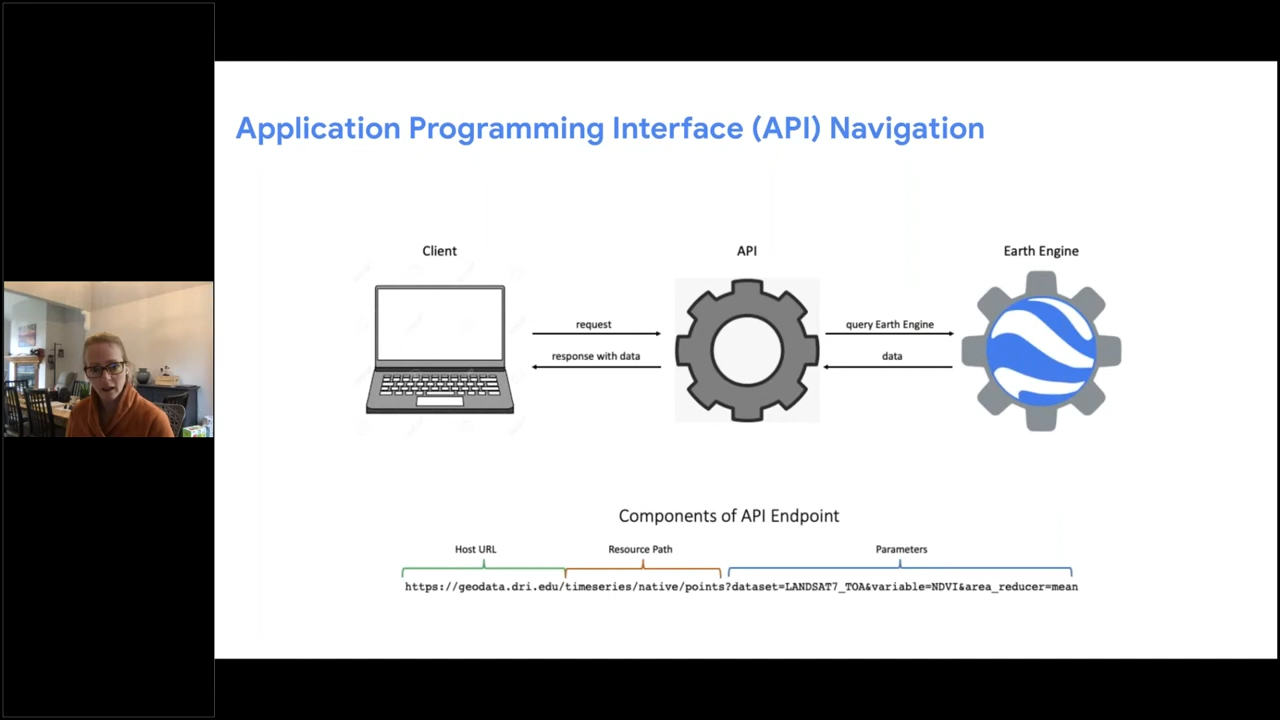 Application Programming Interface (API) Navigation
Client
API
Earth Engine
request
query Earth Engine
response with data
data
Components of API Endpoint
Host URL
Resource Path
Parameters
https://geodata.dri.edu/timeseries/native/points?dataset=LANDSAT7_TOA&variable=NDVI&area_reducer=mean